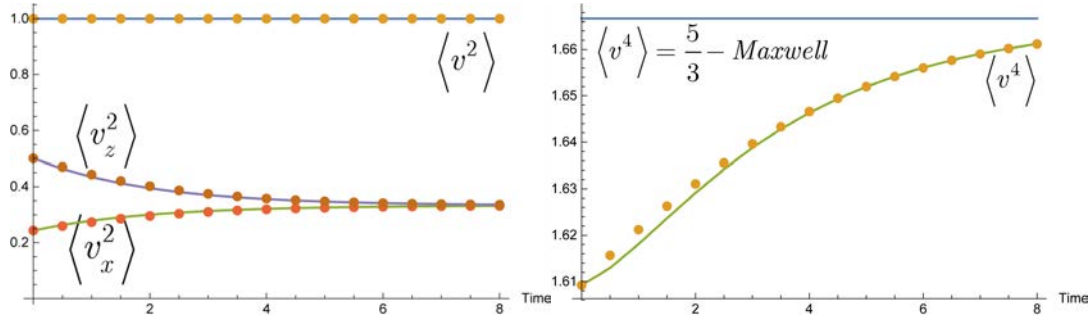 1.0
0.8
0.6
0.4
0.2
2
4
6
8
Time
⟨v²⟩
⟨v_z²⟩
⟨v_x²⟩
1.66
1.65
1.64
1.63
1.62
1.61
2
4
6
8
Time
⟨v⁴⟩ = 5/3 – Maxwell
⟨v⁴⟩